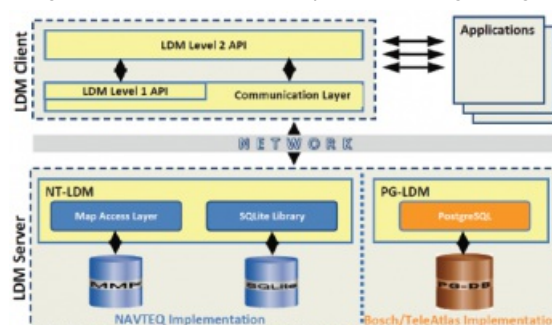 LDM Client
LDM Level 2 API
LDM Level 1 API
Communication Layer
Applications
NETWORK
LDM Server
NT-LDM
Map Access Layer
SQLite Library
MMP
SQLite
NAVTEQ Implementation
PG-LDM
PostgreSQL
PG-DB
Bosch/TeleAtlas Implementation